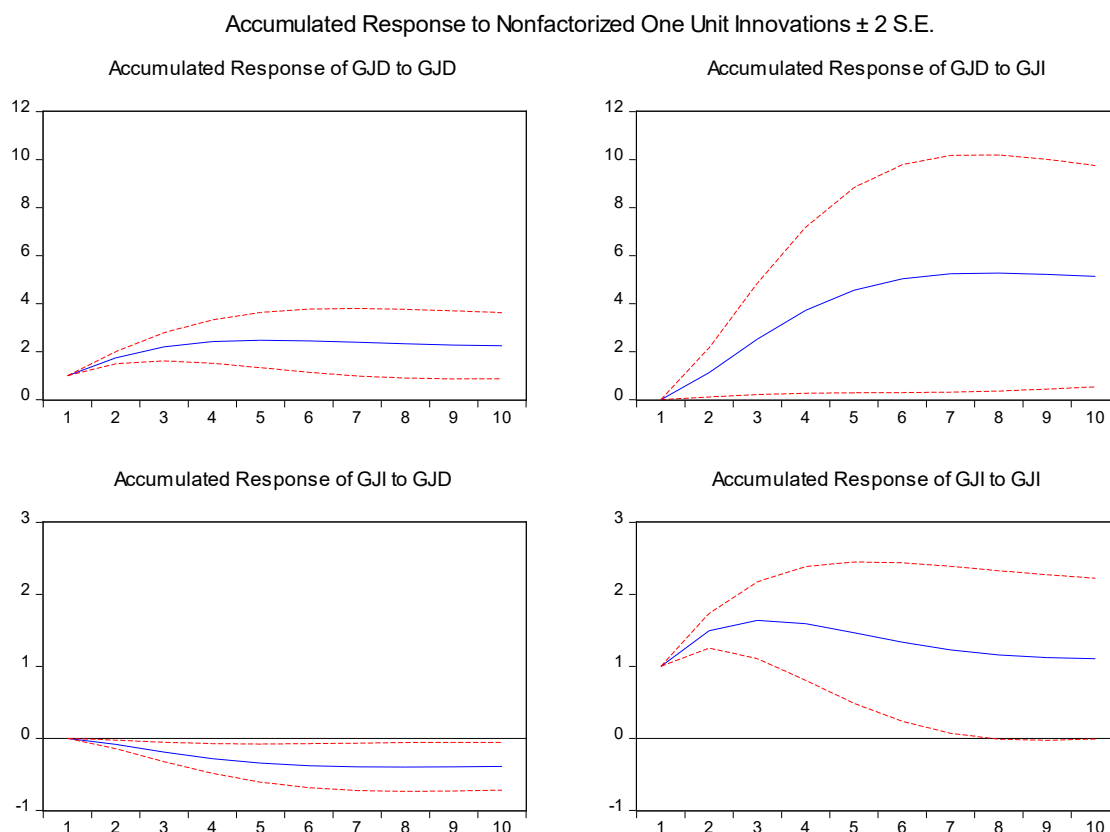 Accumulated Response to Nonfactorized One Unit Innovations ± 2 S.E.
Accumulated Response of GJD to GJD
12
10
8
6
4
2
0
1 2 3 4 5 6 7 8 9 10
Accumulated Response of GJD to GJI
12
10
8
6
4
2
0
1 2 3 4 5 6 7 8 9 10
Accumulated Response of GJI to GJD
3
2
1
0
-1
1 2 3 4 5 6 7 8 9 10
Accumulated Response of GJI to GJI
3
2
1
0
-1
1 2 3 4 5 6 7 8 9 10